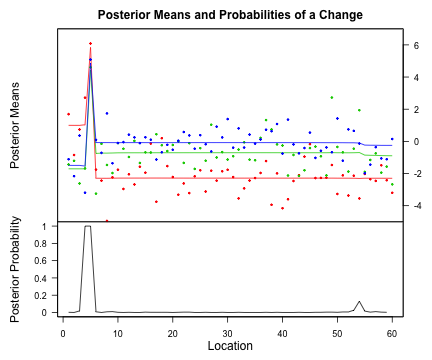 Posterior Means and Probabilities of a Change
Posterior Means
6
4
2
0
-2
-4
Posterior Probability
1
0.8
0.6
0.4
0.2
0
0 10 20 30 40 50 60
Location